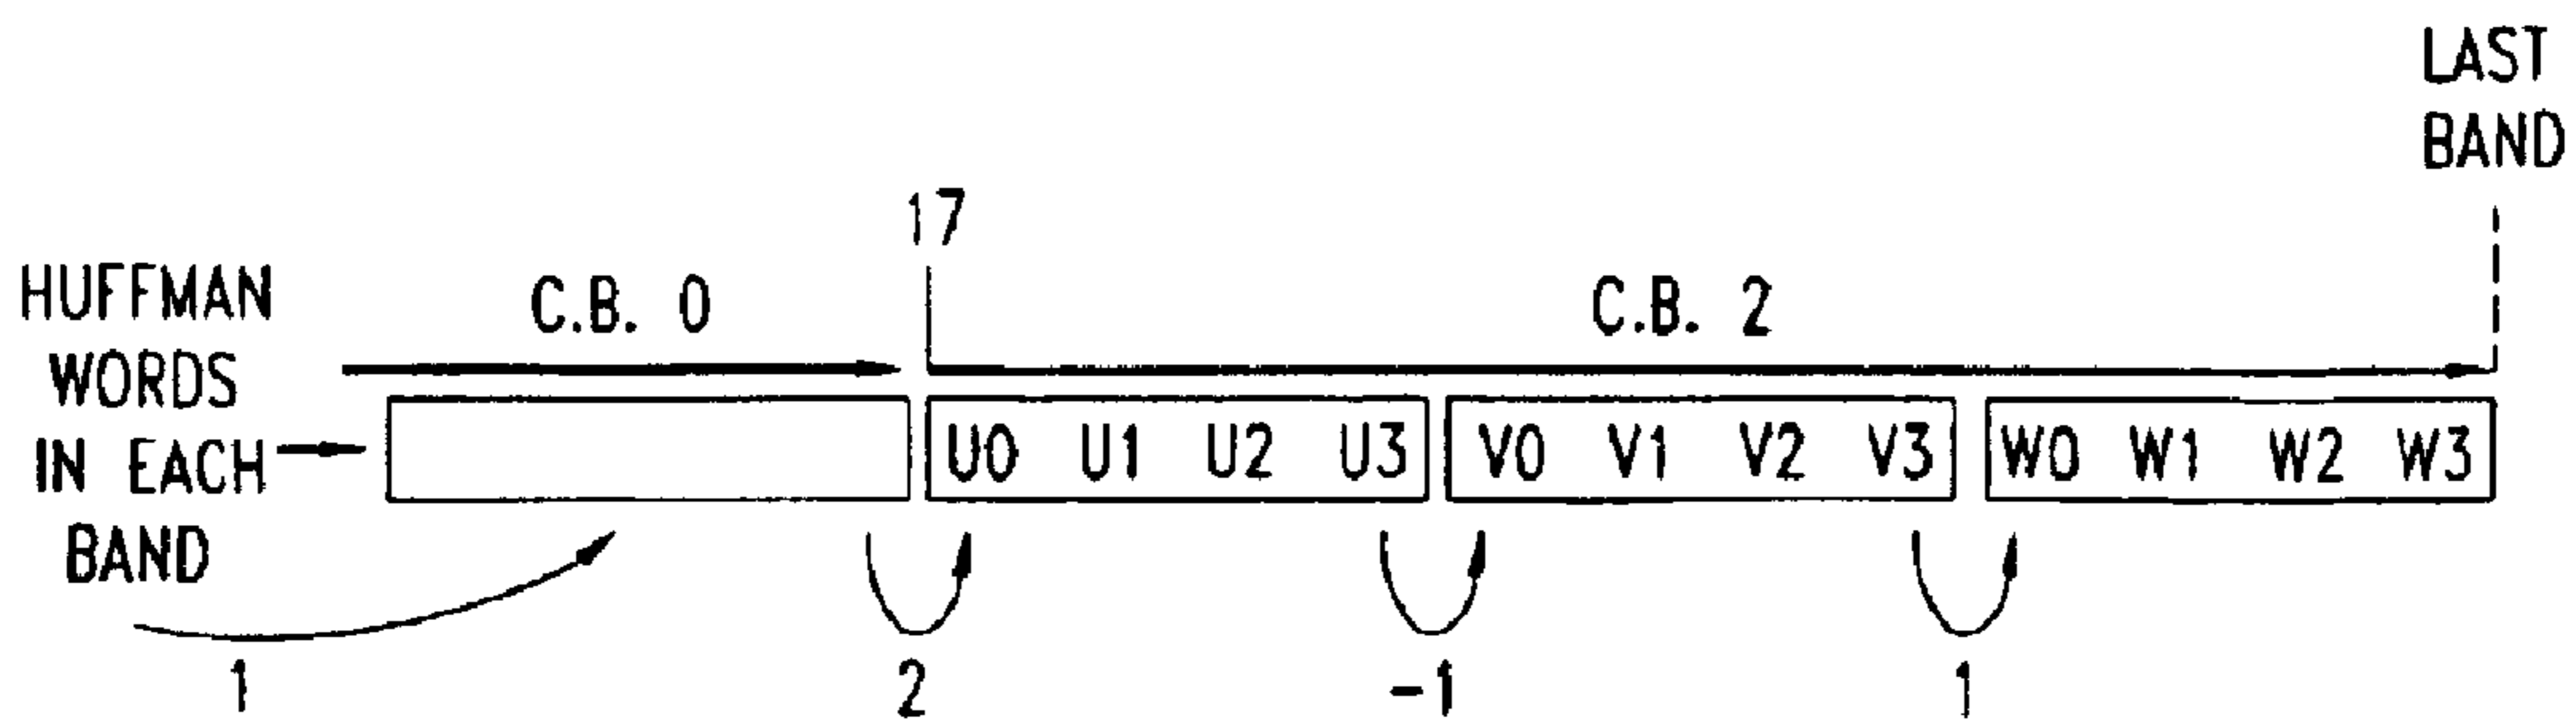 LAST
BAND
17
HUFFMAN
WORDS
IN EACH
BAND
C.B. 0
C.B. 2
U0 U1 U2 U3
V0 V1 V2 V3
W0 W1 W2 W3
1
2
-1
1